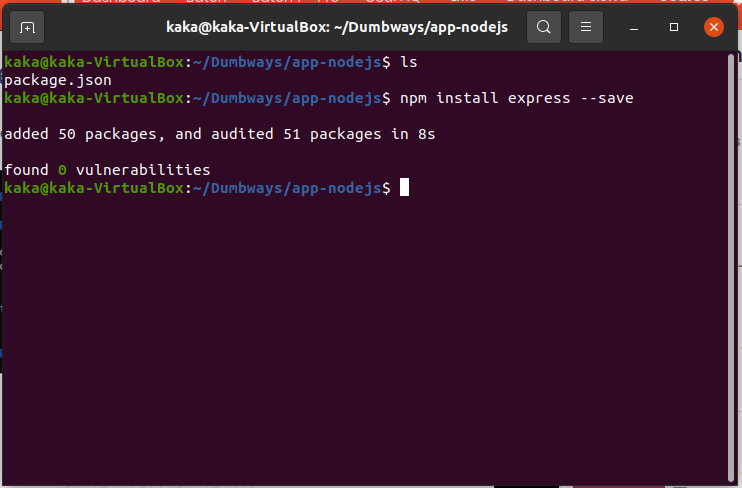 kaka@kaka-VirtualBox: ~/Dumbways/app-nodejs
kaka@kaka-VirtualBox:~/Dumbways/app-nodejs$ ls
package.json
kaka@kaka-VirtualBox:~/Dumbways/app-nodejs$ npm install express --save
added 50 packages, and audited 51 packages in 8s
found 0 vulnerabilities
kaka@kaka-VirtualBox:~/Dumbways/app-nodejs$